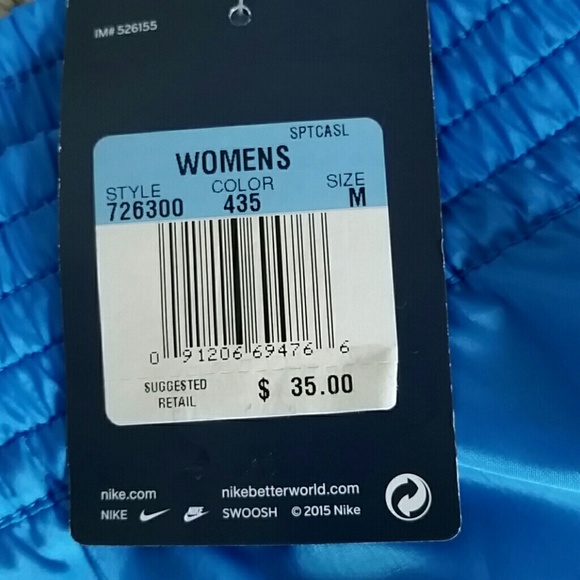 IM# 526155
SPTCASL
WOMENS
STYLE COLOR SIZE
726300 435 M
0 91206 69476 6
SUGGESTED RETAIL $ 35.00
nike.com nikebetterworld.com
NIKE SWOOSH © 2015 Nike